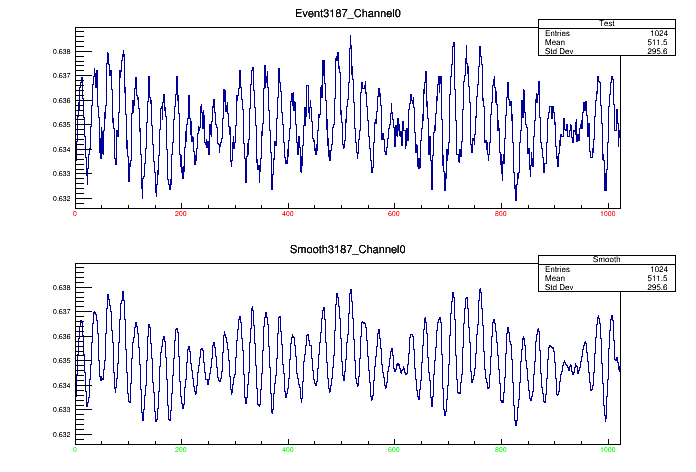 Event3187_Channel0
Test
Entries 1024
Mean 511.5
Std Dev 295.6
0.638
0.637
0.636
0.635
0.634
0.633
0.632
0 200 400 600 800 1000
Smooth3187_Channel0
Smooth
Entries 1024
Mean 511.5
Std Dev 295.6
0.638
0.637
0.636
0.635
0.634
0.633
0.632
0 200 400 600 800 1000